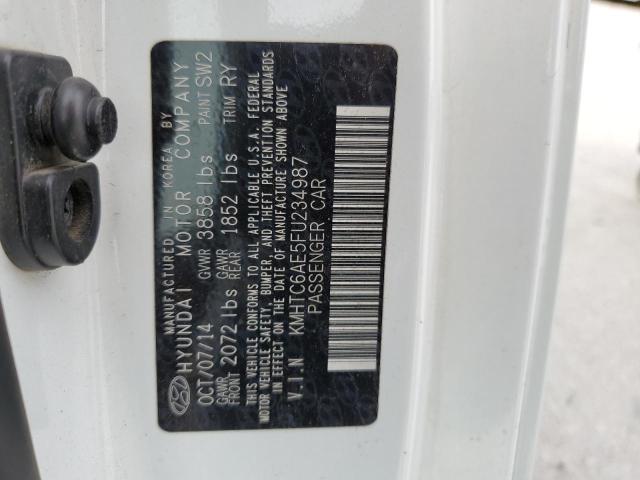 MANUFACTURED IN KOREA BY
HYUNDAI MOTOR COMPANY
OCT/07/14 GVWR 3858 lbs PAINT SW2
GAWR FRONT 2072 lbs GAWR REAR 1852 lbs TRIM RY
THIS VEHICLE CONFORMS TO ALL APPLICABLE U.S.A. FEDERAL
MOTOR VEHICLE SAFETY, BUMPER, AND THEFT PREVENTION STANDARDS
IN EFFECT ON THE DATE OF MANUFACTURE SHOWN ABOVE
V.I.N KMHTC6AE5FU234987
PASSENGER CAR